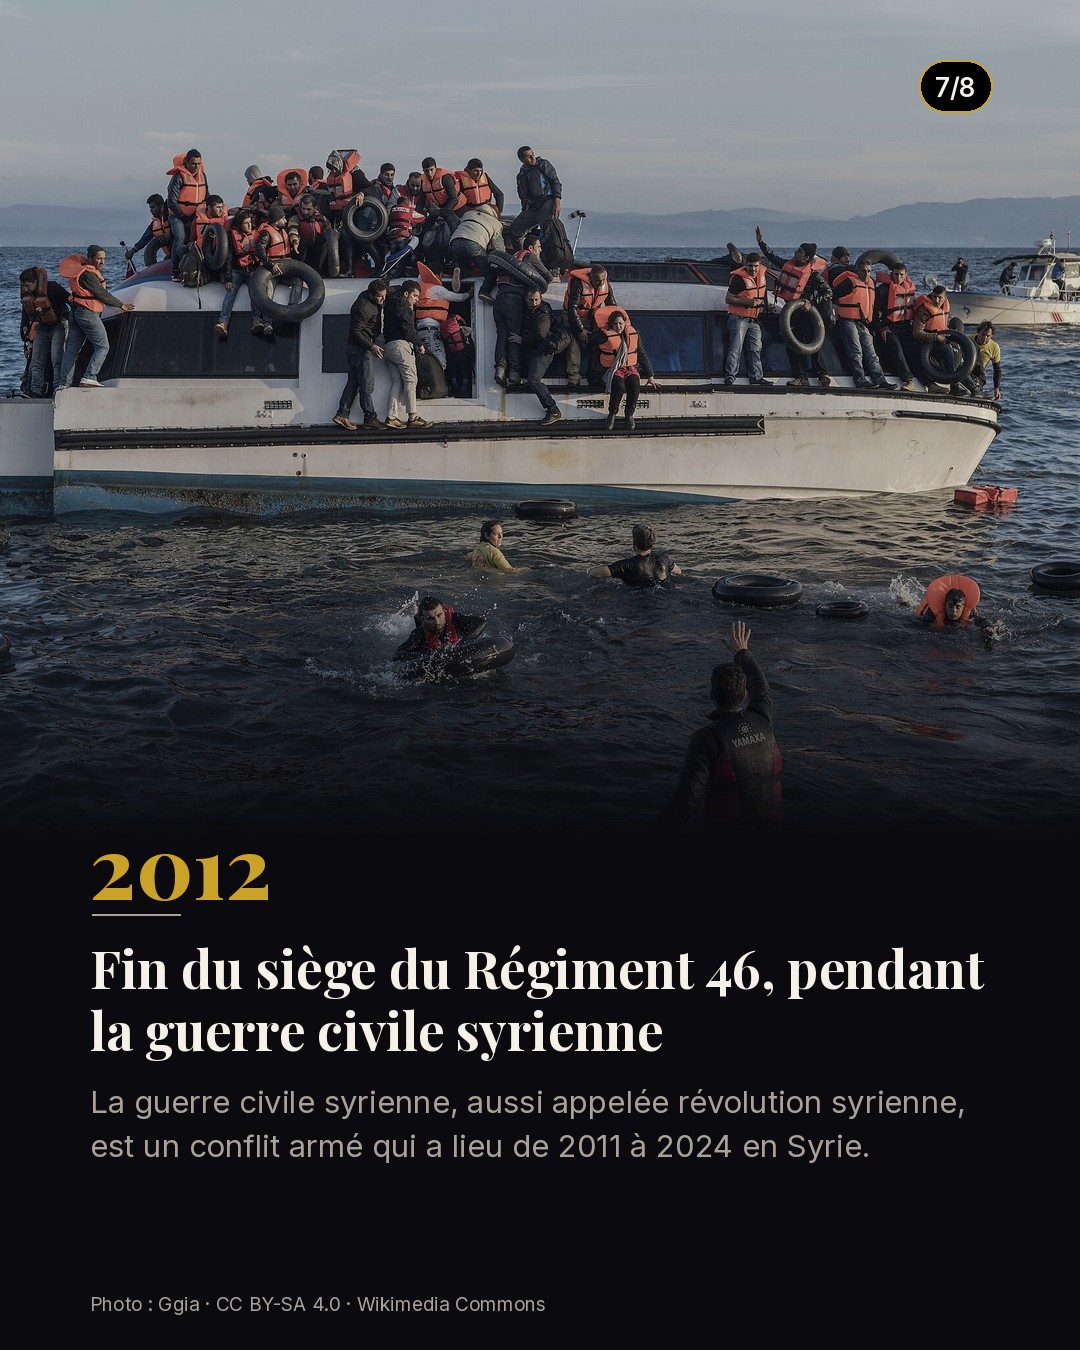 7/8
YAMAXA
2012
Fin du siège du Régiment 46, pendant
la guerre civile syrienne
La guerre civile syrienne, aussi appelée révolution syrienne,
est un conflit armé qui a lieu de 2011 à 2024 en Syrie.
Photo : Ggia · CC BY-SA 4.0 · Wikimedia Commons